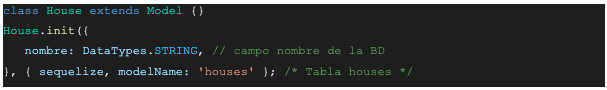 class House extends Model {}
House.init({
nombre: DataTypes.STRING, // campo nombre de la BD
}, { sequelize, modelName: 'houses' }; /* Tabla houses */